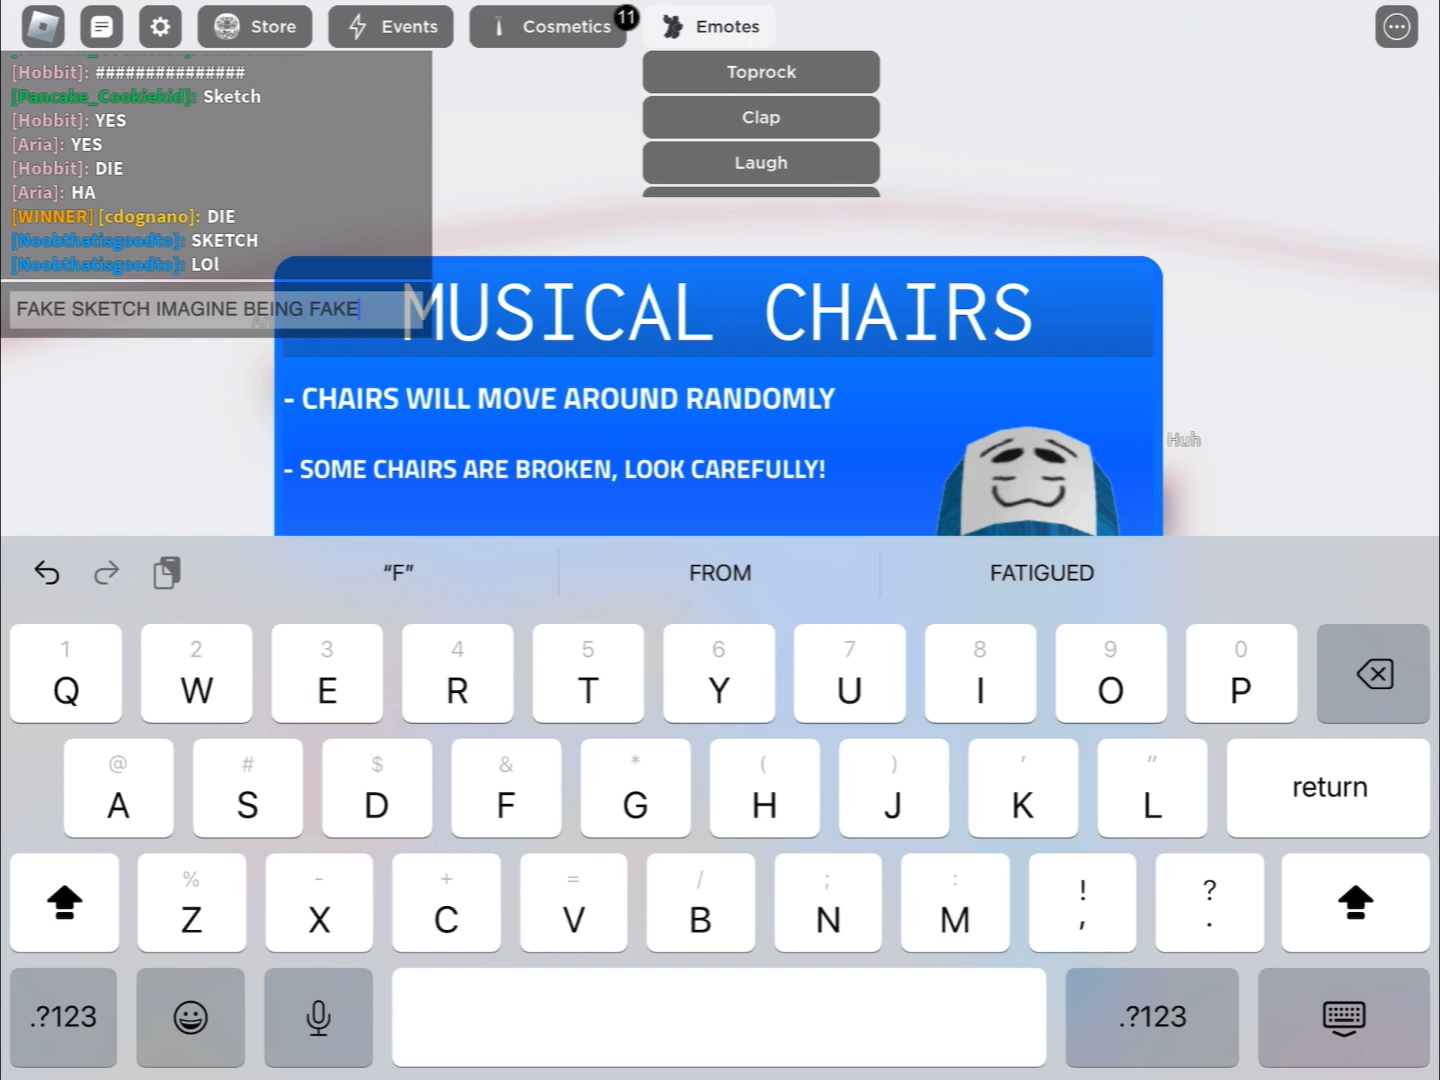 Store
Events
Cosmetics
11
Emotes
[Hobbit]: ###############
[Pancake_Cookiekid]: Sketch
[Hobbit]: YES
[Aria]: YES
[Hobbit]: DIE
[Aria]: HA
[WINNER] [cdognano]: DIE
[Noobthatisgoodto]: SKETCH
[Noobthatisgoodto]: LOl
FAKE SKETCH IMAGINE BEING FAKE
Toprock
Clap
Laugh
MUSICAL CHAIRS
- CHAIRS WILL MOVE AROUND RANDOMLY
- SOME CHAIRS ARE BROKEN, LOOK CAREFULLY!
Huh
“F” FROM FATIGUED
1 2 3 4 5 6 7 8 9 0
Q W E R T Y U I O P
@ # $ & * ( ) ' "
A S D F G H J K L return
% - + = / ; : ! ?
Z X C V B N M , .
.?123 .?123